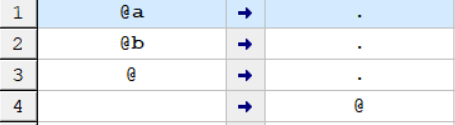 1 @a → .
2 @b → .
3 @ → .
4 → @